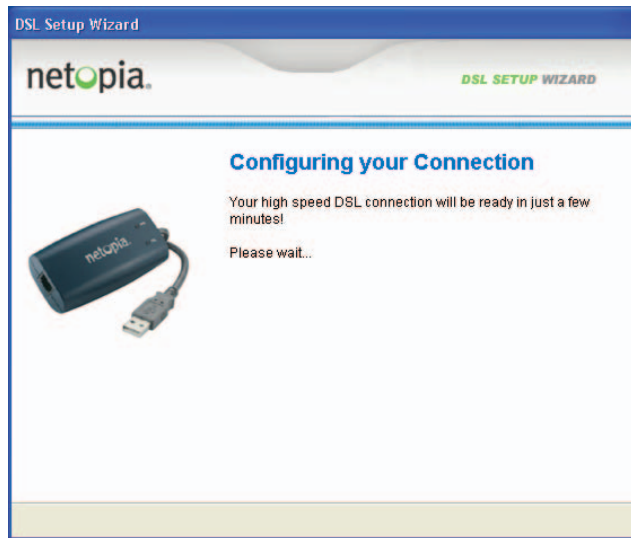 DSL Setup Wizard
netopia.
DSL SETUP WIZARD
Configuring your Connection
Your high speed DSL connection will be ready in just a few
minutes!
Please wait...
netopia.